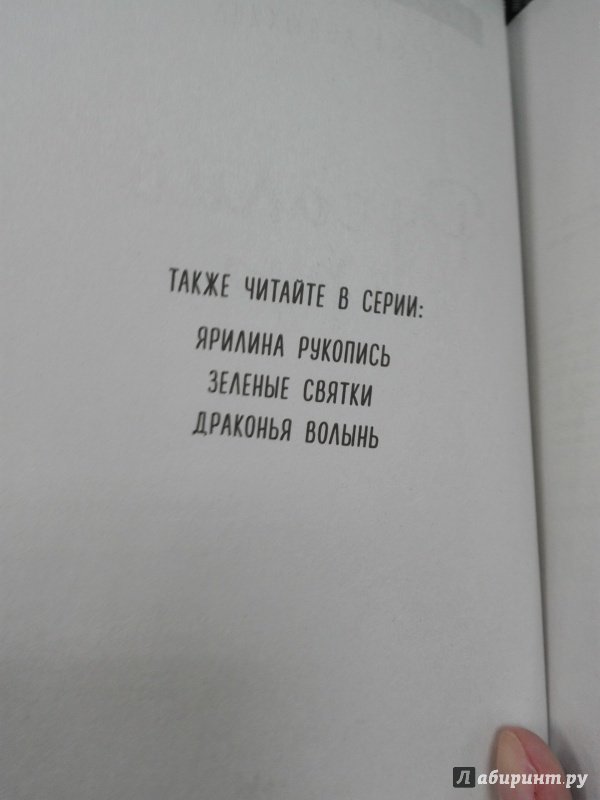 ТАКЖЕ ЧИТАЙТЕ В СЕРИИ:
ЯРИЛИНА РУКОПИСЬ
ЗЕЛЕНЫЕ СВЯТКИ
ДРАКОНЬЯ ВОЛЫНЬ
лабиринт.ру